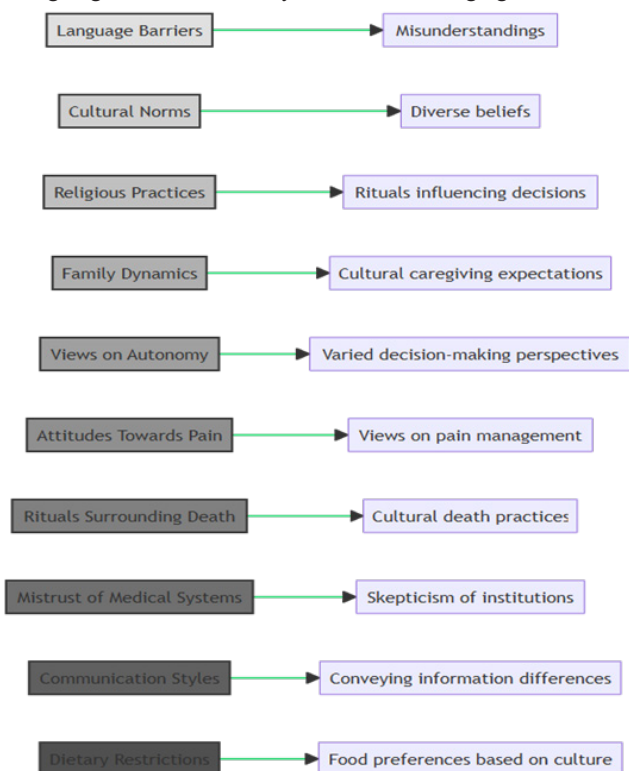 Language Barriers Misunderstandings
Cultural Norms Diverse beliefs
Religious Practices Rituals influencing decisions
Family Dynamics Cultural caregiving expectations
Views on Autonomy Varied decision-making perspectives
Attitudes Towards Pain Views on pain management
Rituals Surrounding Death Cultural death practices
Mistrust of Medical Systems Skepticism of institutions
Communication Styles Conveying information differences
Dietary Restrictions Food preferences based on culture